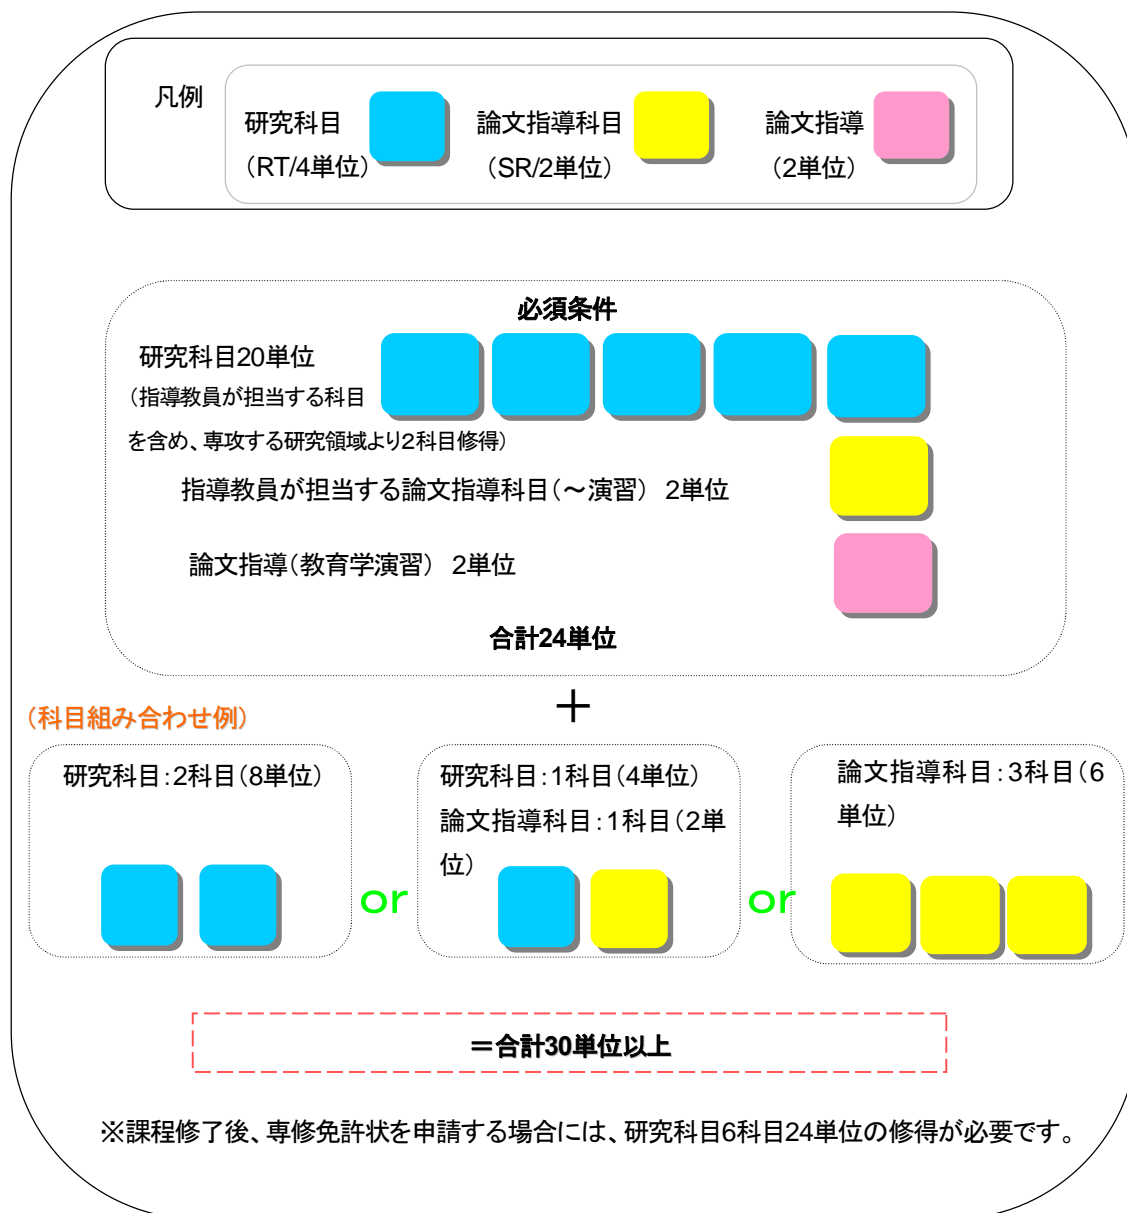 凡例
研究科目
（RT/4単位）
論文指導科目
（SR/2単位）
論文指導
（2単位）
必須条件
研究科目20単位
（指導教員が担当する科目
を含め、専攻する研究領域より2科目修得）
指導教員が担当する論文指導科目（～演習） 2単位
論文指導（教育学演習） 2単位
合計24単位
＋
（科目組み合わせ例）
研究科目：2科目（8単位）
or
研究科目：1科目（4単位）
論文指導科目：1科目（2単
位）
or
論文指導科目：3科目（6
単位）
＝合計30単位以上
※課程修了後、専修免許状を申請する場合には、研究科目6科目24単位の修得が必要です。